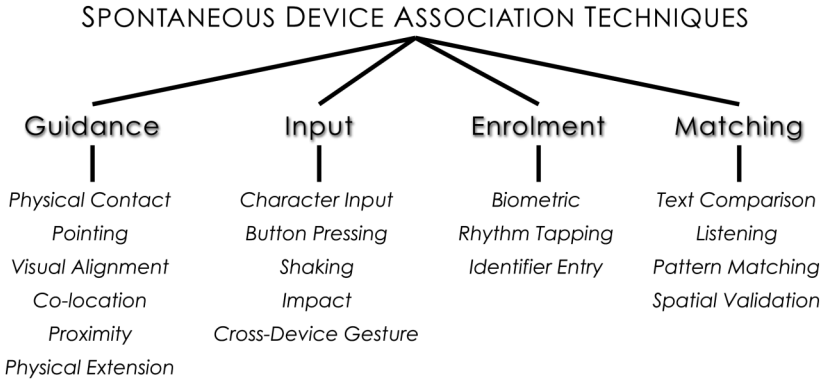 SPONTANEOUS DEVICE ASSOCIATION TECHNIQUES
Guidance
Physical Contact
Pointing
Visual Alignment
Co-location
Proximity
Physical Extension
Input
Character Input
Button Pressing
Shaking
Impact
Cross-Device Gesture
Enrolment
Biometric
Rhythm Tapping
Identifier Entry
Matching
Text Comparison
Listening
Pattern Matching
Spatial Validation